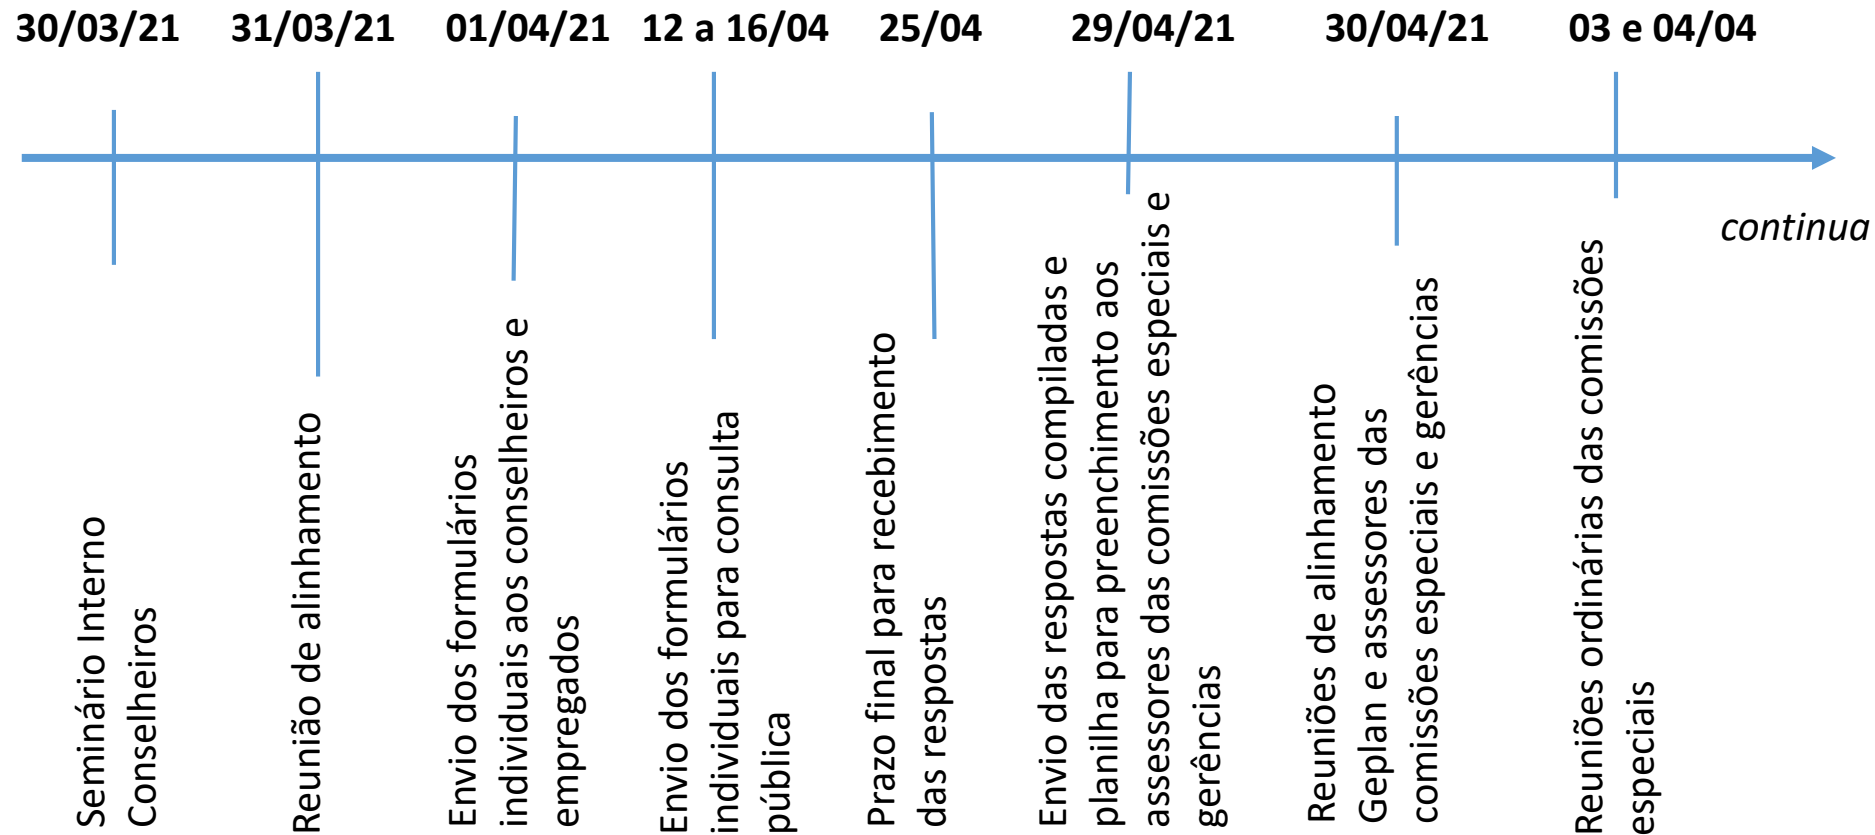 30/03/21
31/03/21
01/04/21
12 a 16/04
25/04
29/04/21
30/04/21
03 e 04/04
continua
Seminário Interno
Conselheiros
Reunião de alinhamento
Envio dos formulários
individuais aos conselheiros e
empregados
Envio dos formulários
individuais para consulta
pública
Prazo final para recebimento
das respostas
Envio das respostas compiladas e
planilha para preenchimento aos
assessores das comissões especiais e
gerências
Reuniões de alinhamento
Geplan e assessores das
comissões especiais e gerências
Reuniões ordinárias das comissões
especiais